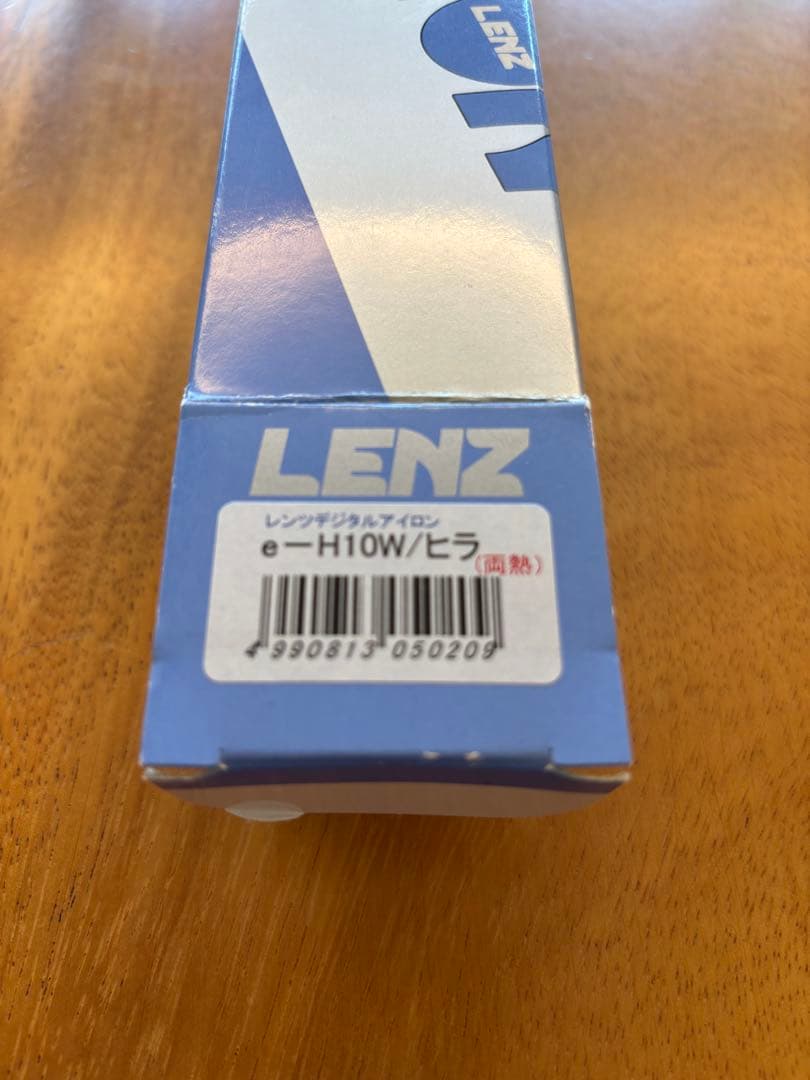 LENZ
LENZ
レンツデジタルアイロン
e－H10W/ヒラ
(両熱)
4 990813 050209